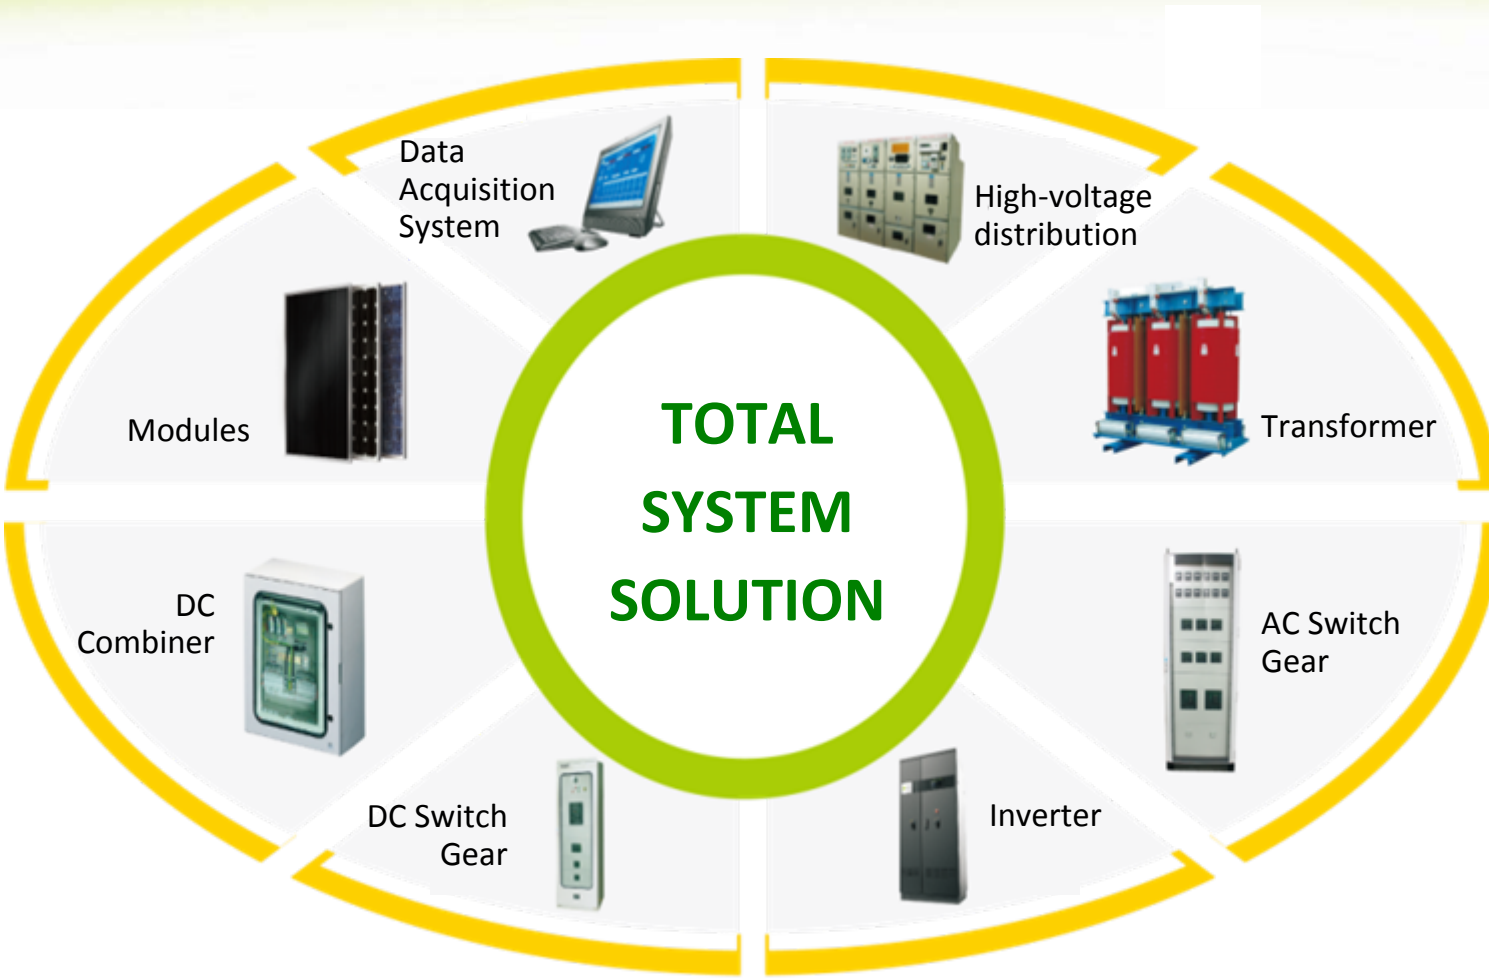 Data
Acquisition
System
High-voltage
distribution
Modules
Transformer
TOTAL
SYSTEM
SOLUTION
DC
Combiner
AC Switch
Gear
DC Switch
Gear
Inverter